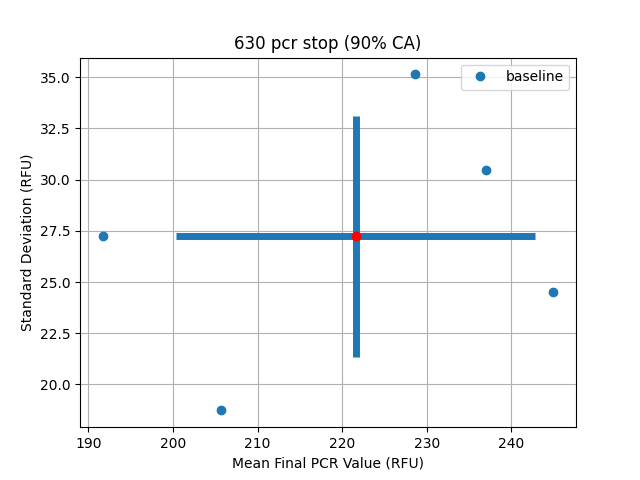 630 pcr stop (90% CA)
baseline
35.0
32.5
30.0
27.5
25.0
22.5
20.0
Standard Deviation (RFU)
190 200 210 220 230 240
Mean Final PCR Value (RFU)